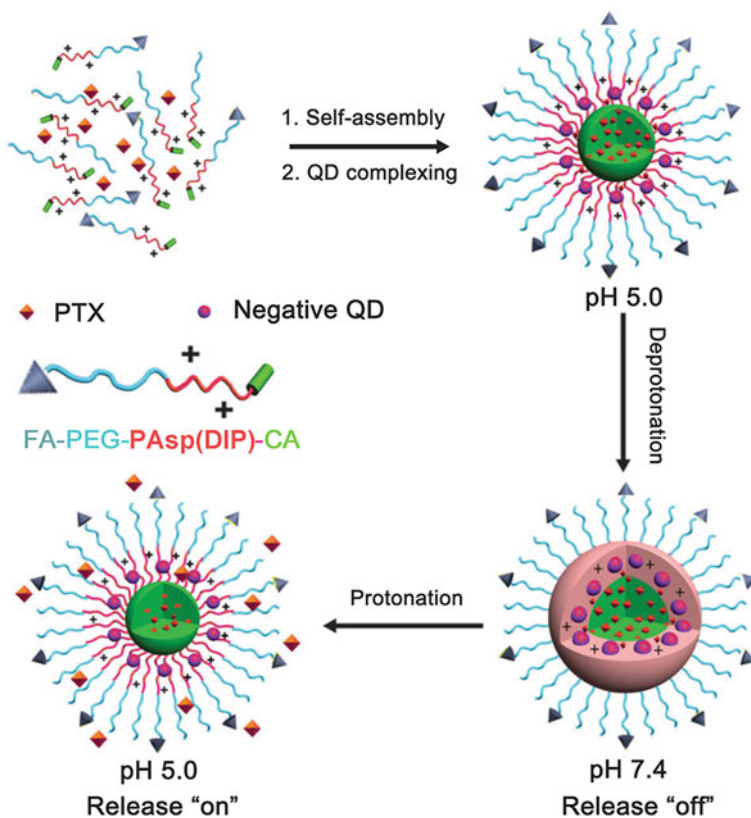 1. Self-assembly
2. QD complexing
pH 5.0
PTX
Negative QD
Deprotonation
FA-PEG-PAsp(DIP)-CA
Protonation
pH 5.0
Release “on”
pH 7.4
Release “off”